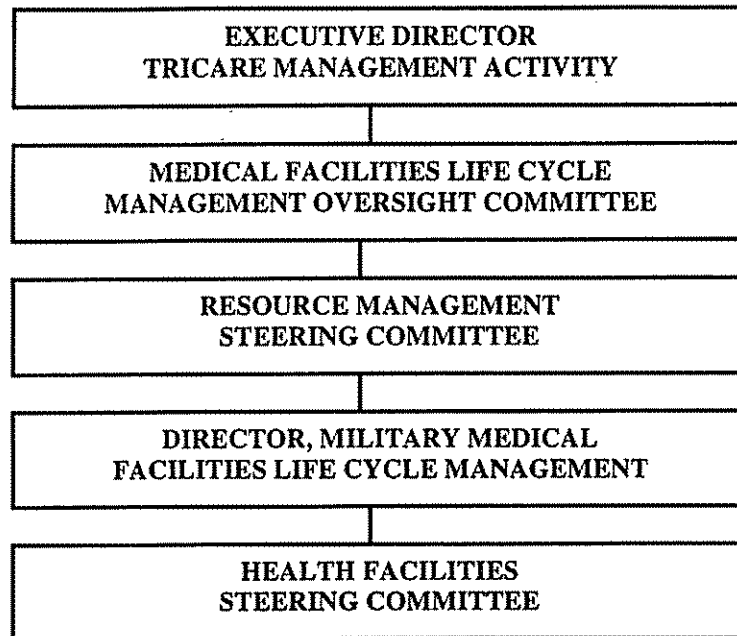 EXECUTIVE DIRECTOR
TRICARE MANAGEMENT ACTIVITY
MEDICAL FACILITIES LIFE CYCLE
MANAGEMENT OVERSIGHT COMMITTEE
RESOURCE MANAGEMENT
STEERING COMMITTEE
DIRECTOR, MILITARY MEDICAL
FACILITIES LIFE CYCLE MANAGEMENT
HEALTH FACILITIES
STEERING COMMITTEE